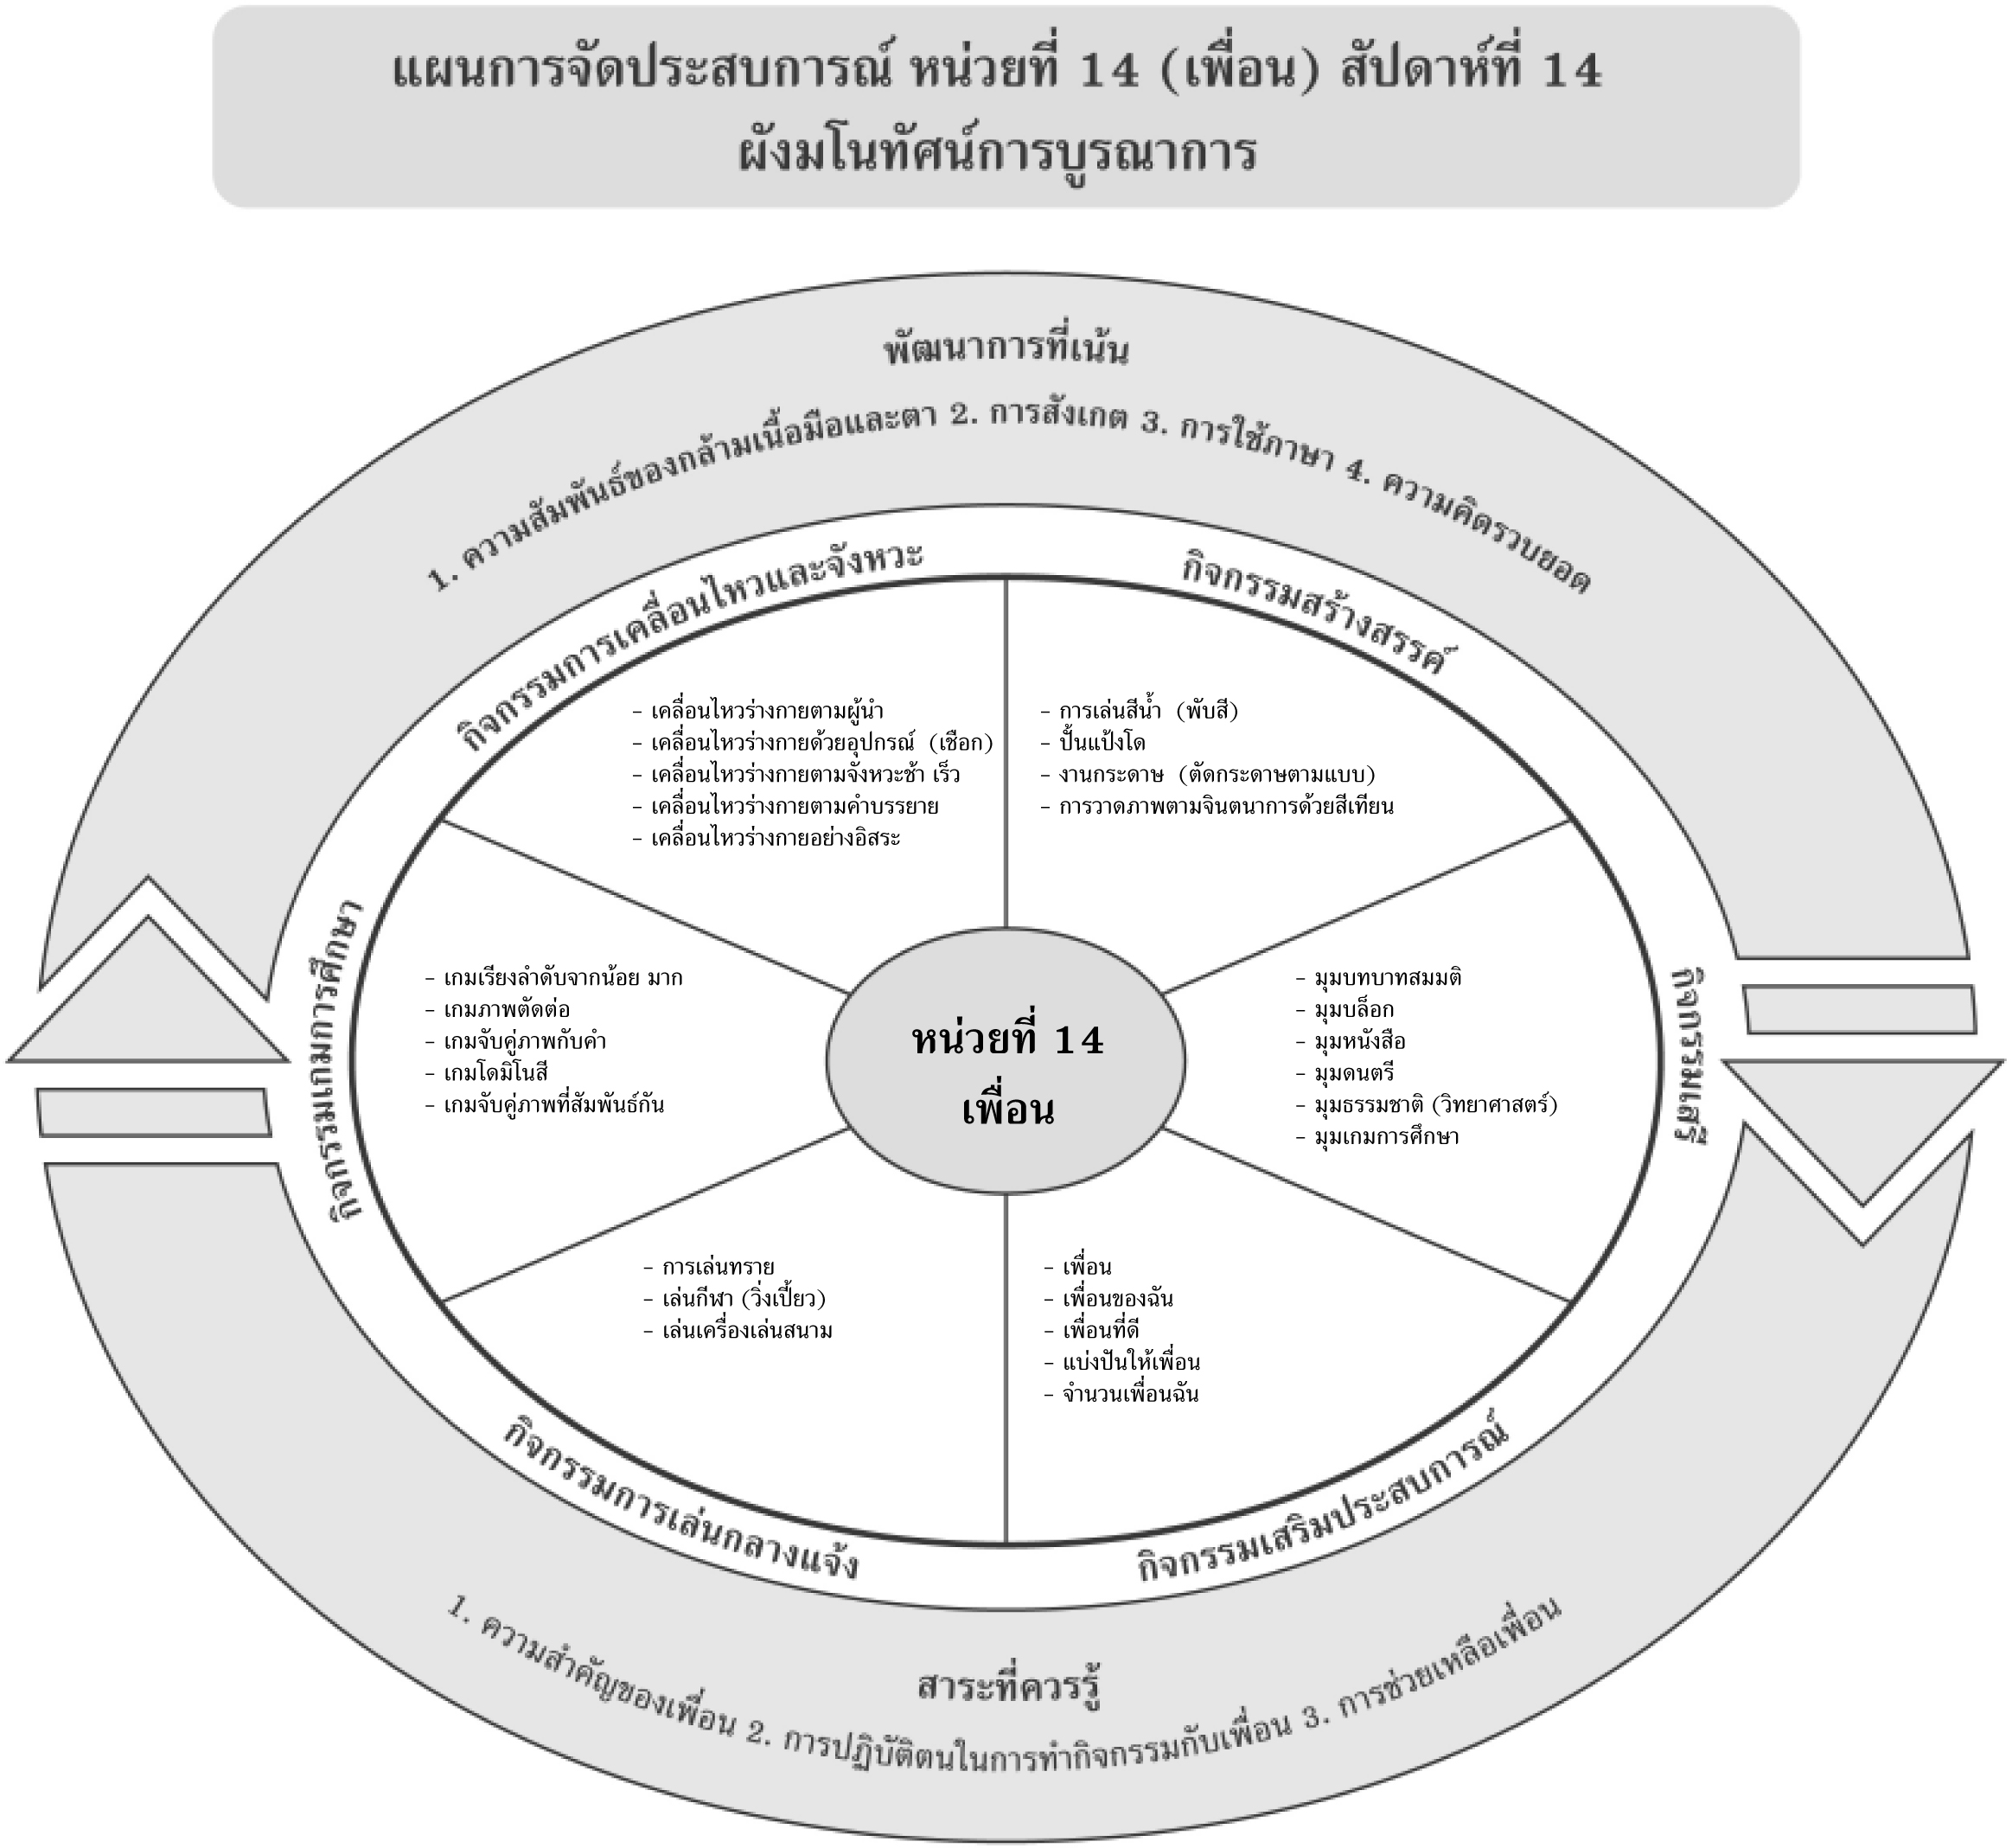 แผนการจัดประสบการณ์ หน่วยที่ 14 (เพื่อน) สัปดาห์ที่ 14
ผังมโนทัศน์การบูรณาการ
พัฒนาการที่เน้น
1. ความสัมพันธ์ของกล้ามเนื้อมือและตา 2. การสังเกต 3. การใช้ภาษา 4. ความคิดรวบยอด
กิจกรรมการเคลื่อนไหวและจังหวะ
- เคลื่อนไหวร่างกายตามผู้นำ
- เคลื่อนไหวร่างกายด้วยอุปกรณ์ (เชือก)
- เคลื่อนไหวร่างกายตามจังหวะช้า เร็ว
- เคลื่อนไหวร่างกายตามคำบรรยาย
- เคลื่อนไหวร่างกายอย่างอิสระ
กิจกรรมสร้างสรรค์
- การเล่นสีน้ำ (พับสี)
- ปั้นแป้งโด
- งานกระดาษ (ตัดกระดาษตามแบบ)
- การวาดภาพตามจินตนาการด้วยสีเทียน
กิจกรรมเกมการศึกษา
- เกมเรียงลำดับจากน้อย มาก
- เกมภาพตัดต่อ
- เกมจับคู่ภาพกับคำ
- เกมโดมิโนสี
- เกมจับคู่ภาพที่สัมพันธ์กัน
หน่วยที่ 14
เพื่อน
กิจกรรมเสรี
- มุมบทบาทสมมติ
- มุมบล็อก
- มุมหนังสือ
- มุมดนตรี
- มุมธรรมชาติ (วิทยาศาสตร์)
- มุมเกมการศึกษา
- การเล่นทราย
- เล่นกีฬา (วิ่งเปี้ยว)
- เล่นเครื่องเล่นสนาม
กิจกรรมการเล่นกลางแจ้ง
- เพื่อน
- เพื่อนของฉัน
- เพื่อนที่ดี
- แบ่งปันให้เพื่อน
- จำนวนเพื่อนฉัน
กิจกรรมเสริมประสบการณ์
สาระที่ควรรู้
1. ความสำคัญของเพื่อน 2. การปฏิบัติตนในการทำกิจกรรมกับเพื่อน 3. การช่วยเหลือเพื่อน